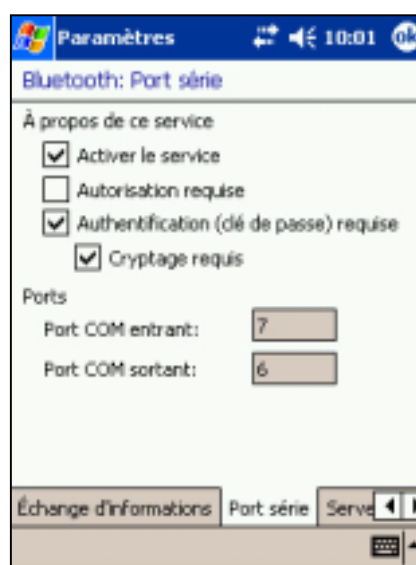 Paramètres 10:01 ok
Bluetooth: Port série
À propos de ce service
Activer le service
Autorisation requise
Authentification (clé de passe) requise
Cryptage requis
Ports
Port COM entrant: 7
Port COM sortant: 6
Échange d'informations Port série Serve